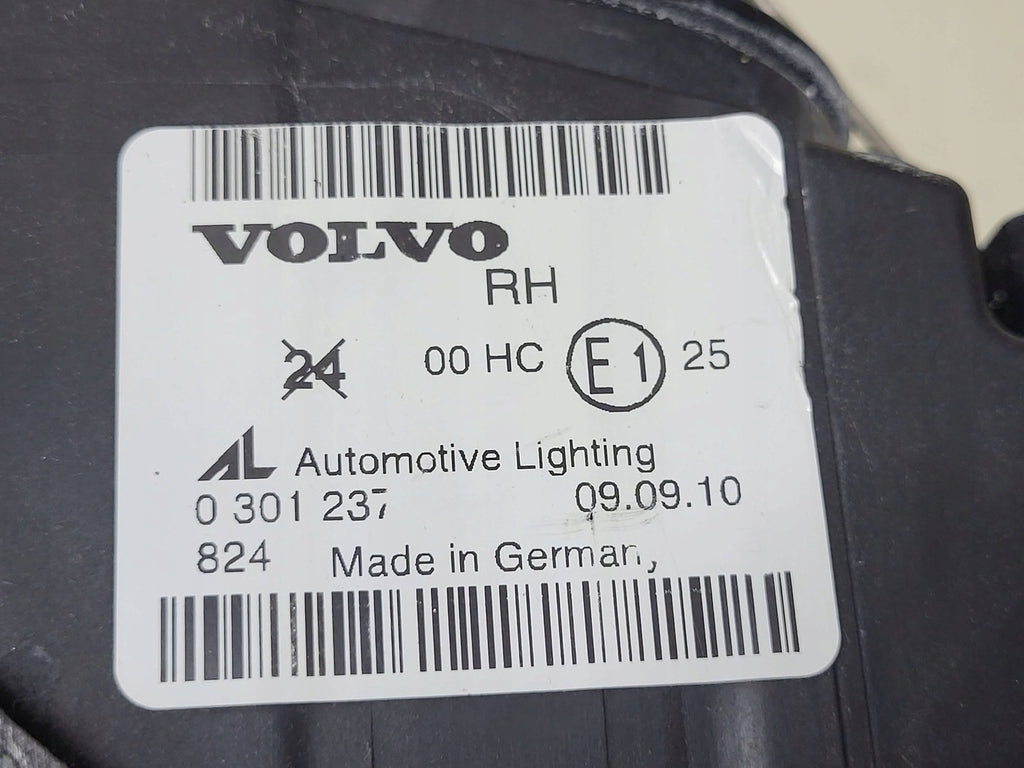 VOLVO
RH
24 00 HC E1 25
AL Automotive Lighting
0 301 237 09.09.10
824 Made in German,